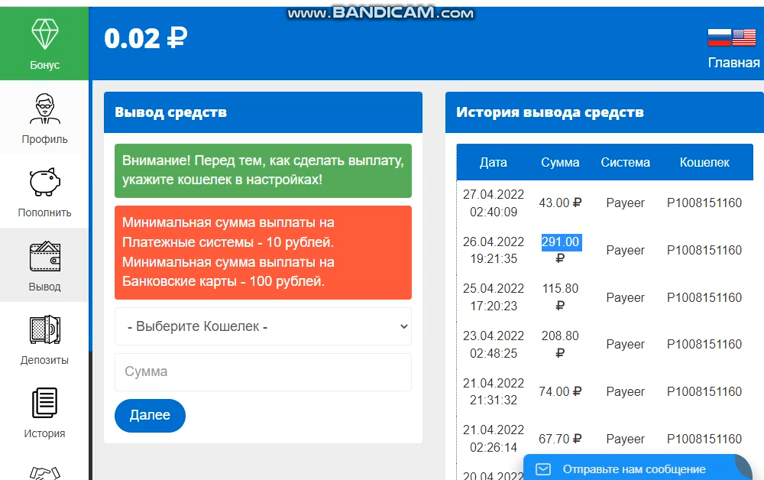 www.BANDICAM.com
0.02 ₽
Главная
Бонус
Профиль
Пополнить
Вывод
Депозиты
История
Вывод средств
Внимание! Перед тем, как сделать выплату,
укажите кошелек в настройках!
Минимальная сумма выплаты на
Платежные системы - 10 рублей.
Минимальная сумма выплаты на
Банковские карты - 100 рублей.
- Выберите Кошелек -
Сумма
Далее
История вывода средств
Дата Сумма Система Кошелек
27.04.2022
02:40:09 43.00 ₽ Payeer P1008151160
26.04.2022
19:21:35 291.00 ₽ Payeer P1008151160
25.04.2022
17:20:23 115.80 ₽ Payeer P1008151160
23.04.2022
02:48:25 208.80 ₽ Payeer P1008151160
21.04.2022
21:31:32 74.00 ₽ Payeer P1008151160
21.04.2022
02:26:14 67.70 ₽ Payeer P1008151160
20.04.2022
Отправьте нам сообщение